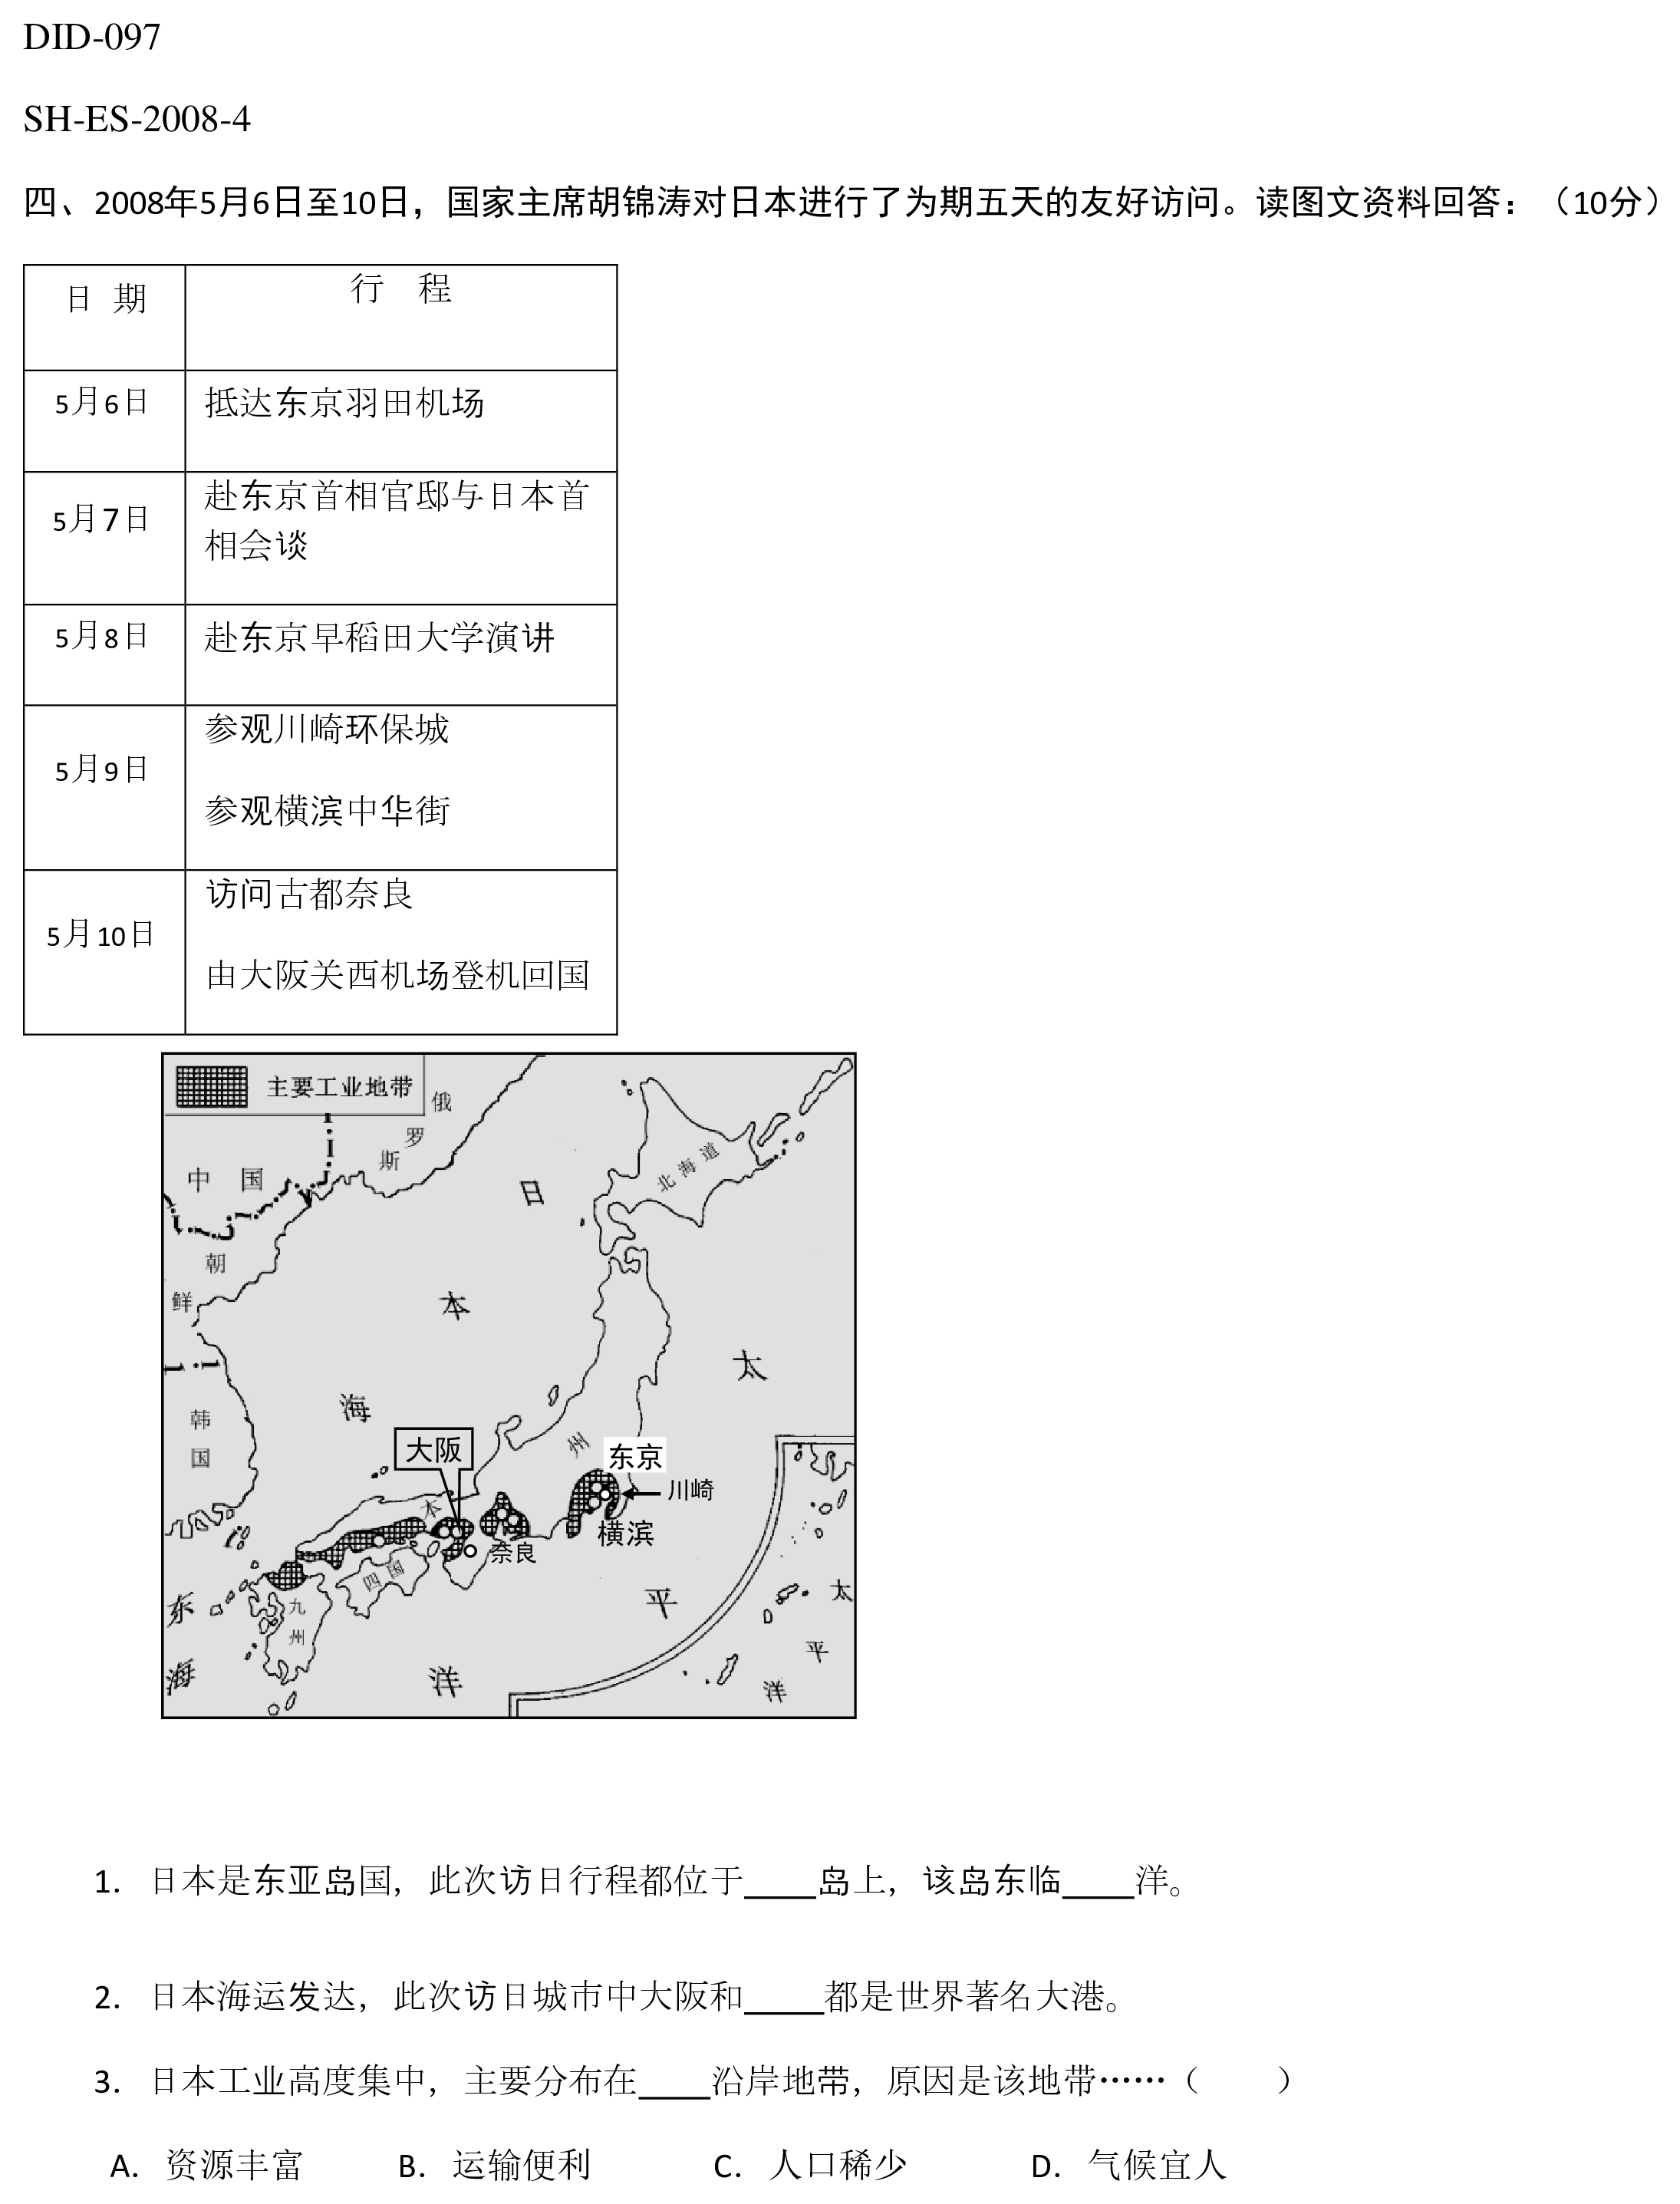 DID-097
SH-ES-2008-4
四、2008年5月6日至10日，国家主席胡锦涛对日本进行了为期五天的友好访问。读图文资料回答：（10分）
日 期
行 程
5月6日
抵达东京羽田机场
5月7日
赴东京首相官邸与日本首
相会谈
5月8日
赴东京早稻田大学演讲
5月9日
参观川崎环保城
参观横滨中华街
5月10日
访问古都奈良
由大阪关西机场登机回国
主要工业地带
俄罗斯
中国
朝鲜
韩国
日本海
北海道
太平洋
本州
大阪
东京
川崎
横滨
奈良
四国
九州
东海
太平洋
1. 日本是东亚岛国，此次访日行程都位于____岛上，该岛东临____洋。
2. 日本海运发达，此次访日城市中大阪和____都是世界著名大港。
3. 日本工业高度集中，主要分布在____沿岸地带，原因是该地带……（ ）
A. 资源丰富 B. 运输便利 C. 人口稀少 D. 气候宜人